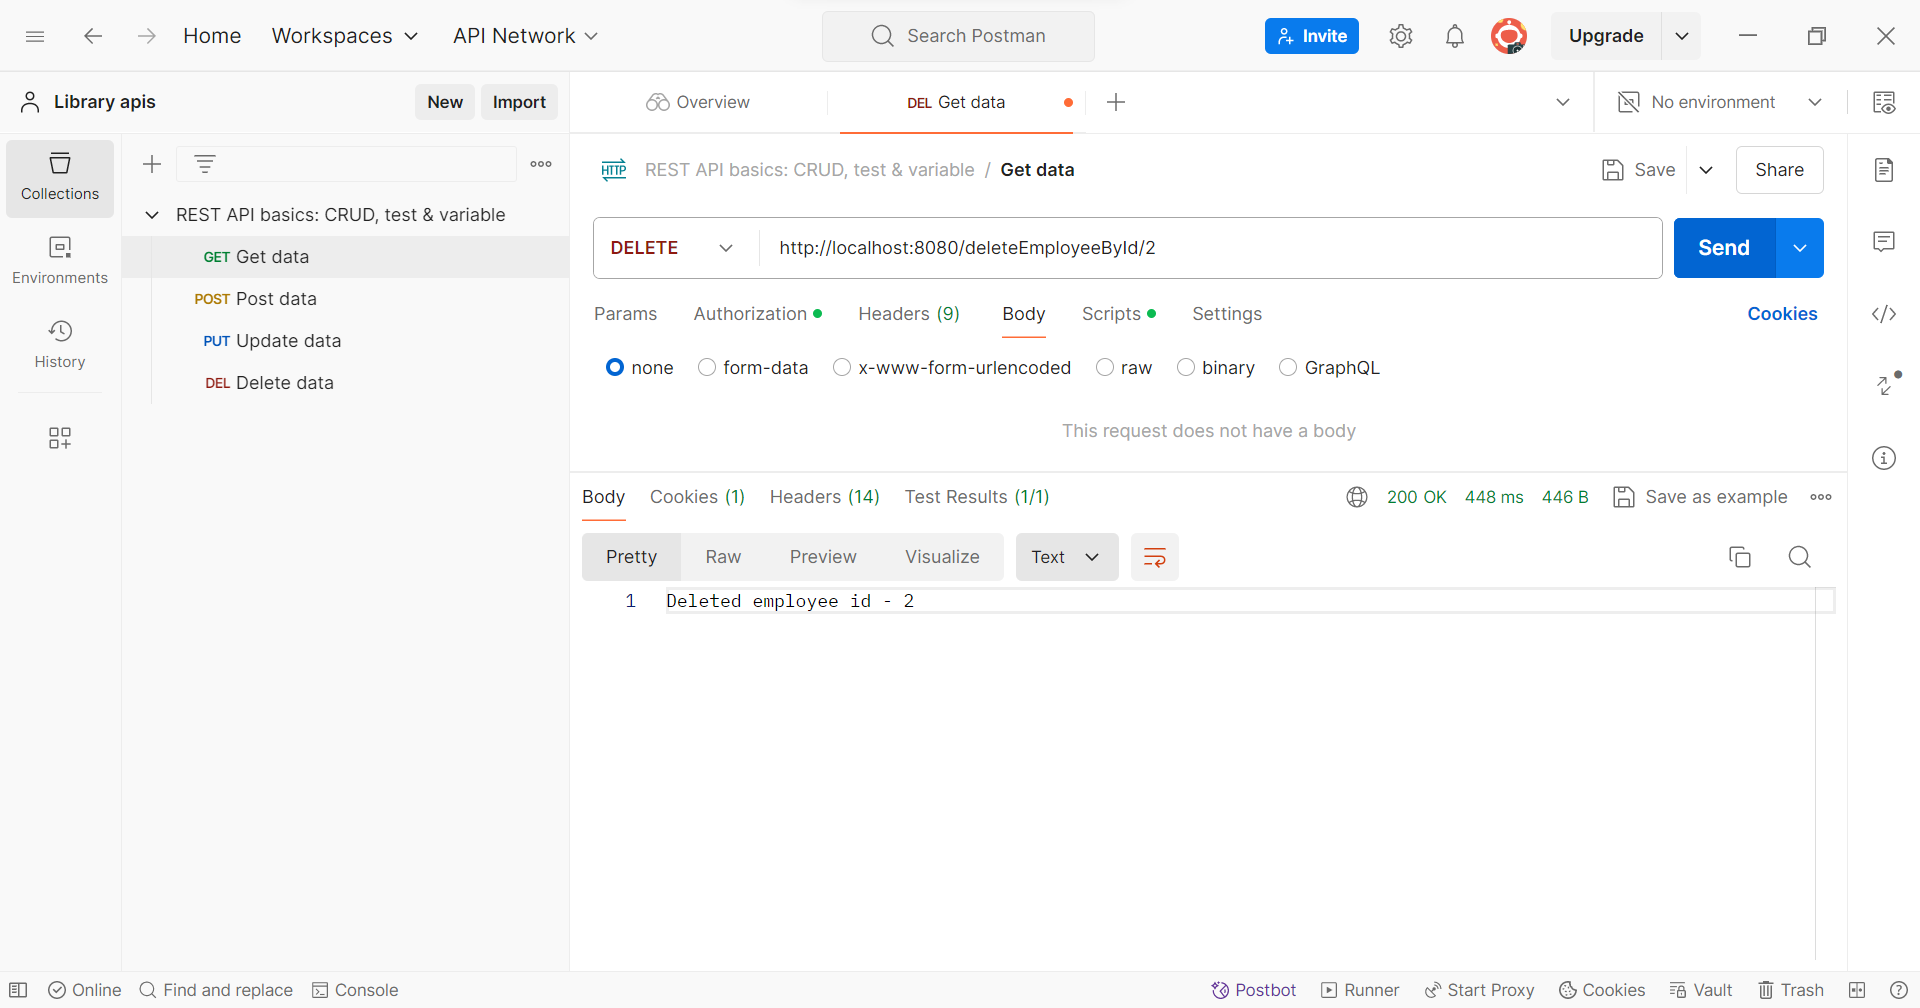 Home Workspaces API Network Search Postman Invite Upgrade
Library apis New Import Overview DEL Get data No environment
Collections
Environments
History
REST API basics: CRUD, test & variable
GET Get data
POST Post data
PUT Update data
DEL Delete data
HTTP REST API basics: CRUD, test & variable / Get data Save Share
DELETE http://localhost:8080/deleteEmployeeById/2 Send
Params Authorization Headers (9) Body Scripts Settings Cookies
none form-data x-www-form-urlencoded raw binary GraphQL
This request does not have a body
Body Cookies (1) Headers (14) Test Results (1/1) 200 OK 448 ms 446 B Save as example
Pretty Raw Preview Visualize Text
1 Deleted employee id - 2
Online Find and replace Console Postbot Runner Start Proxy Cookies Vault Trash